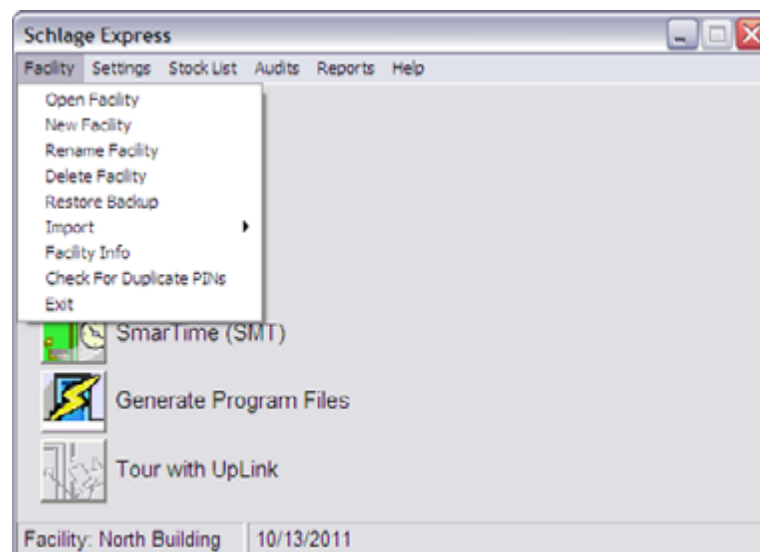 Schlage Express
Facility Settings Stock List Audits Reports Help
Open Facility
New Facility
Rename Facility
Delete Facility
Restore Backup
Import
Facility Info
Check For Duplicate PINs
Exit
SmarTime (SMT)
Generate Program Files
Tour with UpLink
Facility: North Building 10/13/2011